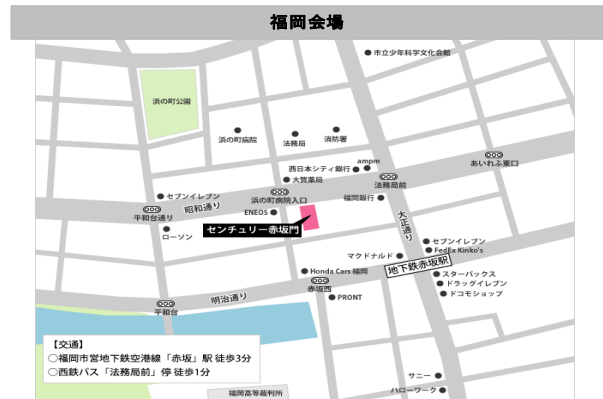 福岡会場
市立少年科学文化会館
浜の町公園
浜の町病院
法務局
消防署
ampm
西日本シティ銀行
あいれふ東口
大賀薬局
法務局前
セブンイレブン
浜の町病院入口
福岡銀行
昭和通り
平和台通り
ENEOS
大正通り
ローソン
センチュリー赤坂門
セブンイレブン
FedEx Kinko's
マクドナルド
地下鉄赤坂駅
Honda Cars 福岡
スターバックス
ドラッグイレブン
赤坂西
ドコモショップ
明治通り
PRONT
平和台
【交通】
○福岡市営地下鉄空港線「赤坂」駅 徒歩3分
○西鉄バス「法務局前」停 徒歩1分
サニー
ハローワーク
福岡高等裁判所